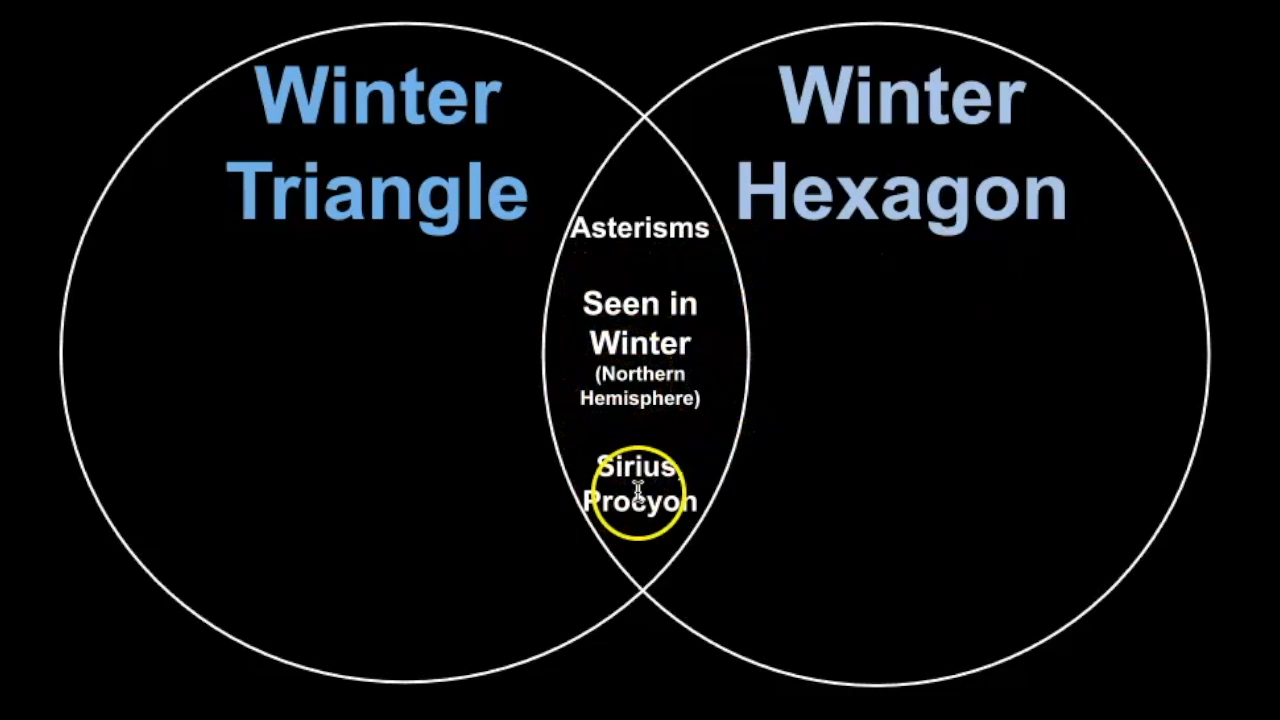 Winter
Triangle
Winter
Hexagon
Asterisms
Seen in
Winter
(Northern
Hemisphere)
Sirius,
Procyon